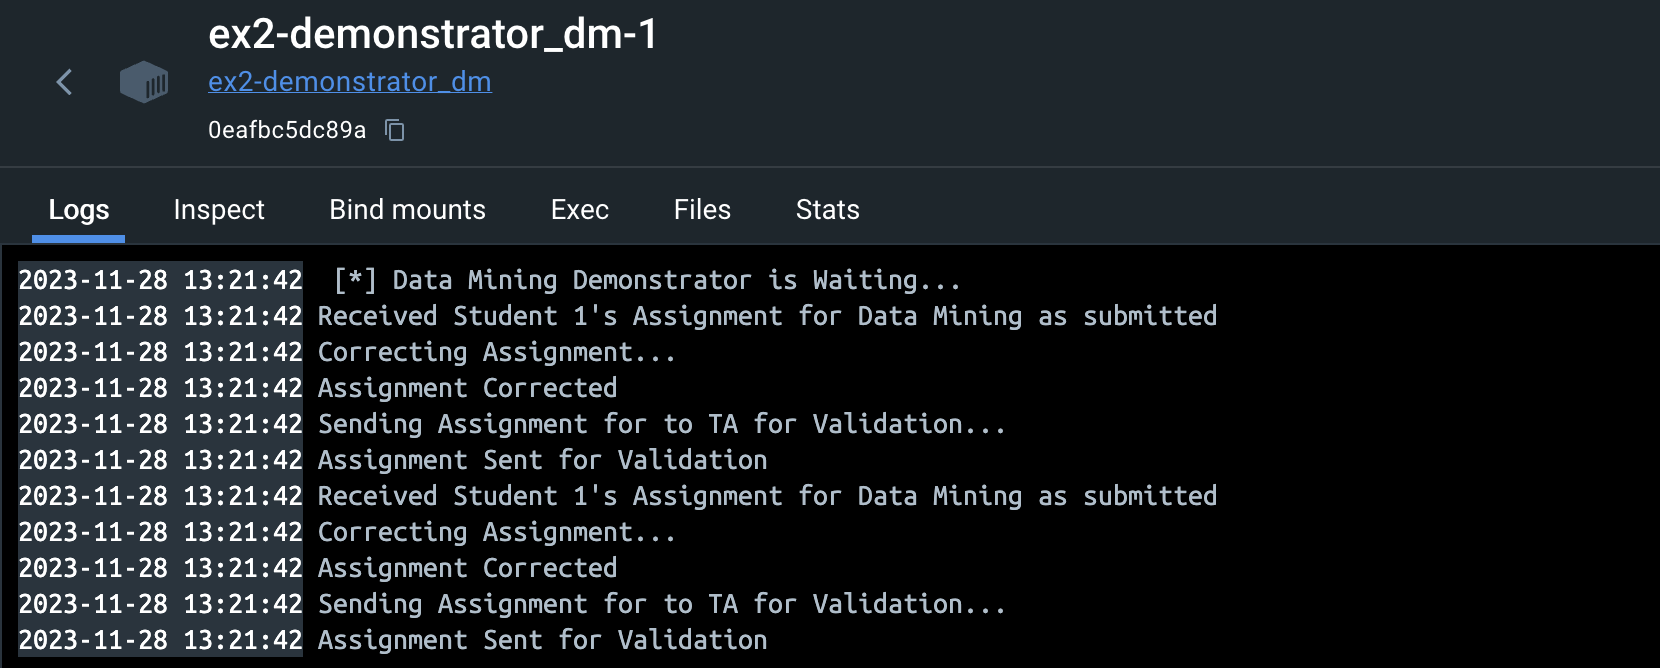 ex2-demonstrator_dm-1
ex2-demonstrator_dm
0eafbc5dc89a
Logs Inspect Bind mounts Exec Files Stats
2023-11-28 13:21:42 [*] Data Mining Demonstrator is Waiting...
2023-11-28 13:21:42 Received Student 1's Assignment for Data Mining as submitted
2023-11-28 13:21:42 Correcting Assignment...
2023-11-28 13:21:42 Assignment Corrected
2023-11-28 13:21:42 Sending Assignment for to TA for Validation...
2023-11-28 13:21:42 Assignment Sent for Validation
2023-11-28 13:21:42 Received Student 1's Assignment for Data Mining as submitted
2023-11-28 13:21:42 Correcting Assignment...
2023-11-28 13:21:42 Assignment Corrected
2023-11-28 13:21:42 Sending Assignment for to TA for Validation...
2023-11-28 13:21:42 Assignment Sent for Validation